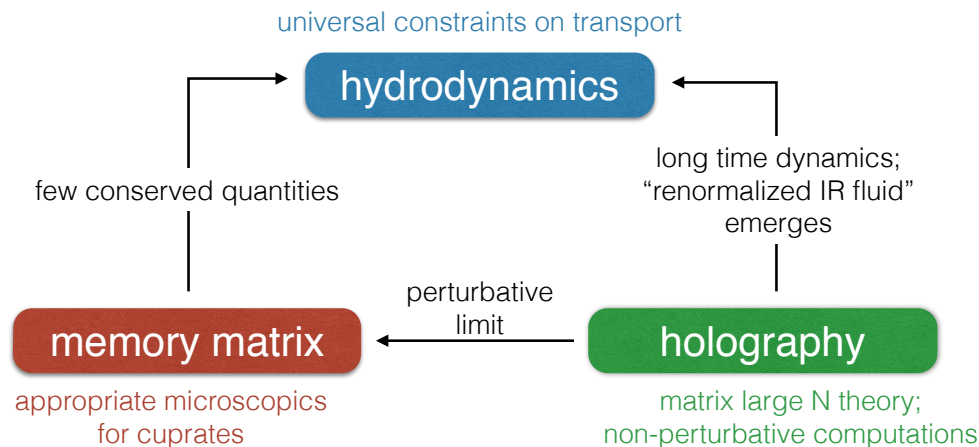 universal constraints on transport
hydrodynamics
few conserved quantities
long time dynamics;
“renormalized IR fluid”
emerges
perturbative
limit
memory matrix
holography
appropriate microscopics
for cuprates
matrix large N theory;
non-perturbative computations